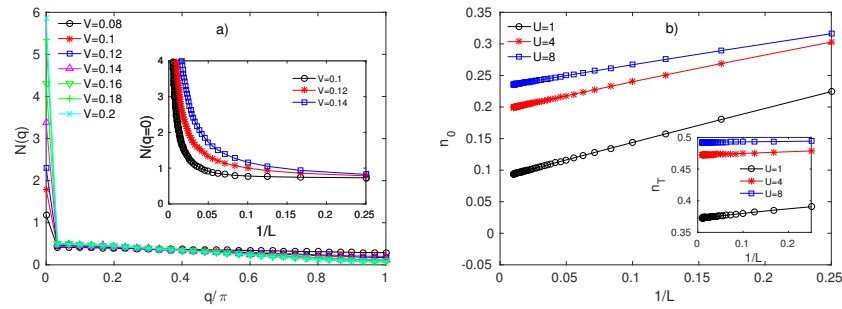 a)
6
5
4
3
2
1
0
N(q)
V=0.08
V=0.1
V=0.12
V=0.14
V=0.16
V=0.18
V=0.2
0
0.2
0.4
0.6
0.8
1
q/π
4
3
2
1
0
N(q=0)
V=0.1
V=0.12
V=0.14
0
0.05
0.1
0.15
0.2
0.25
1/L
b)
0.35
0.3
0.25
0.2
0.15
0.1
0.05
0
-0.05
n0
U=1
U=4
U=8
0
0.05
0.1
0.15
0.2
0.25
1/L
0.5
0.45
0.35
nT
U=1
U=4
U=8
0
0.1
0.2
1/L